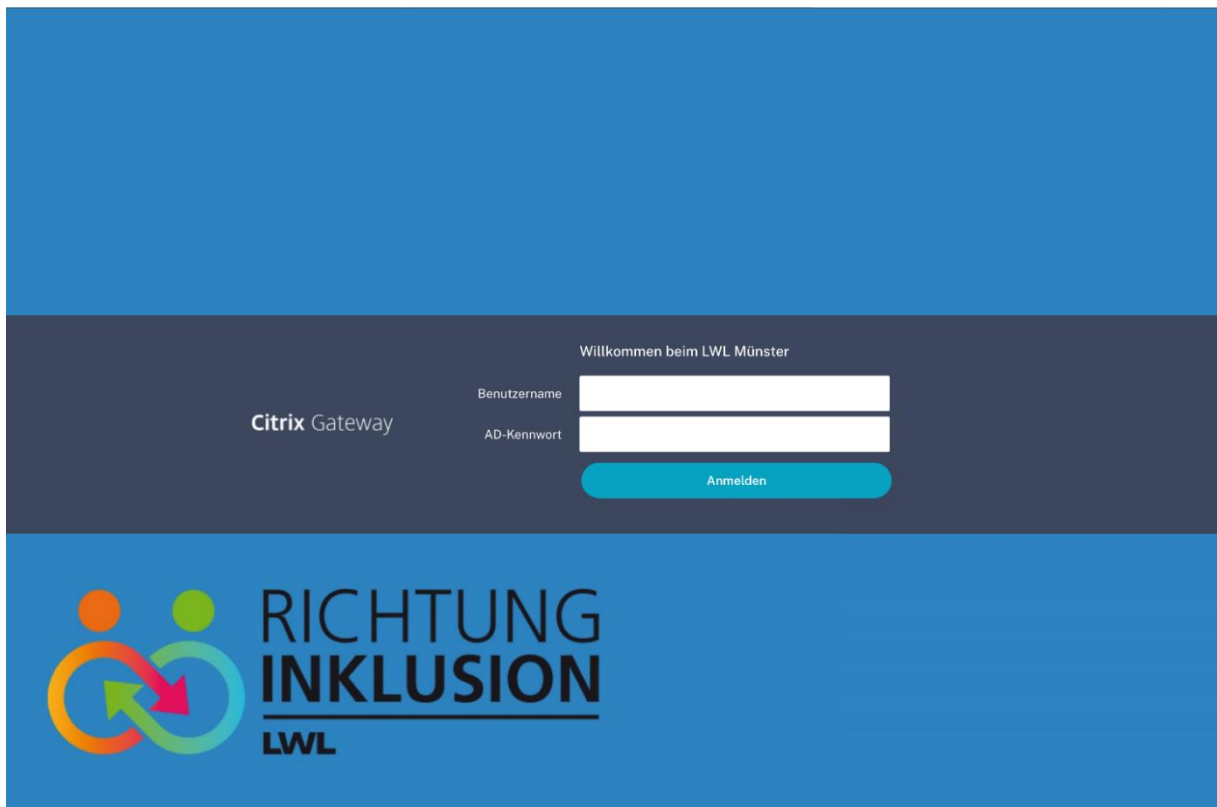 Willkommen beim LWL Münster
Benutzername
Citrix Gateway
AD-Kennwort
Anmelden
RICHTUNG
INKLUSION
LWL